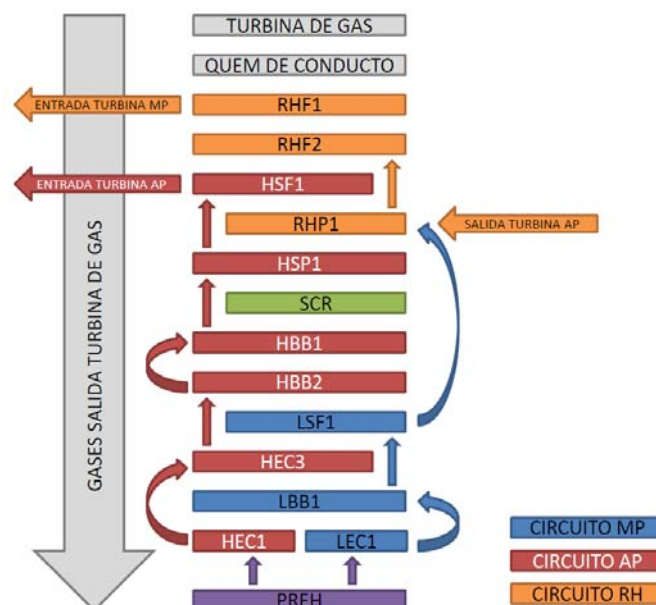 TURBINA DE GAS
QUEM DE CONDUCTO
ENTRADA TURBINA MP
RHF1
RHF2
ENTRADA TURBINA AP
HSF1
RHP1
SALIDA TURBINA AP
HSP1
SCR
HBB1
HBB2
LSF1
HEC3
LBB1
HEC1
LEC1
PREH
GASES SALIDA TURBINA DE GAS
CIRCUITO MP
CIRCUITO AP
CIRCUITO RH